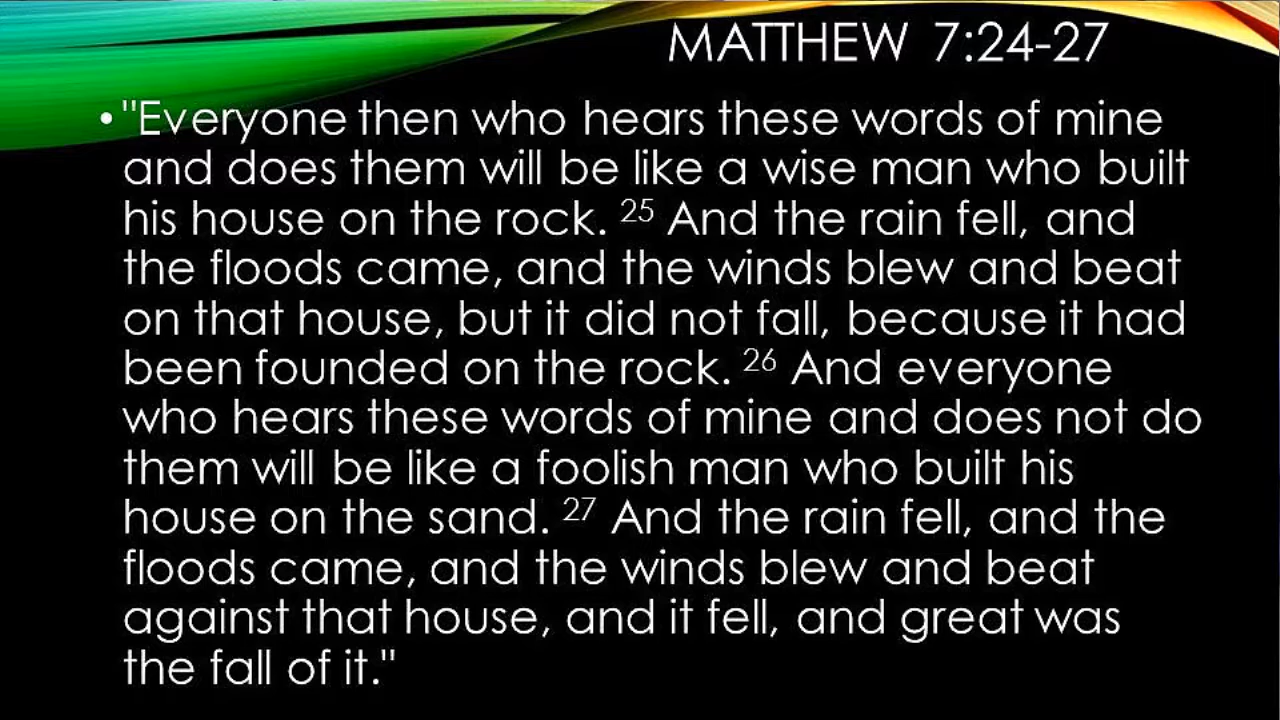 MATTHEW 7:24-27
• "Everyone then who hears these words of mine
and does them will be like a wise man who built
his house on the rock. 25 And the rain fell, and
the floods came, and the winds blew and beat
on that house, but it did not fall, because it had
been founded on the rock. 26 And everyone
who hears these words of mine and does not do
them will be like a foolish man who built his
house on the sand. 27 And the rain fell, and the
floods came, and the winds blew and beat
against that house, and it fell, and great was
the fall of it."